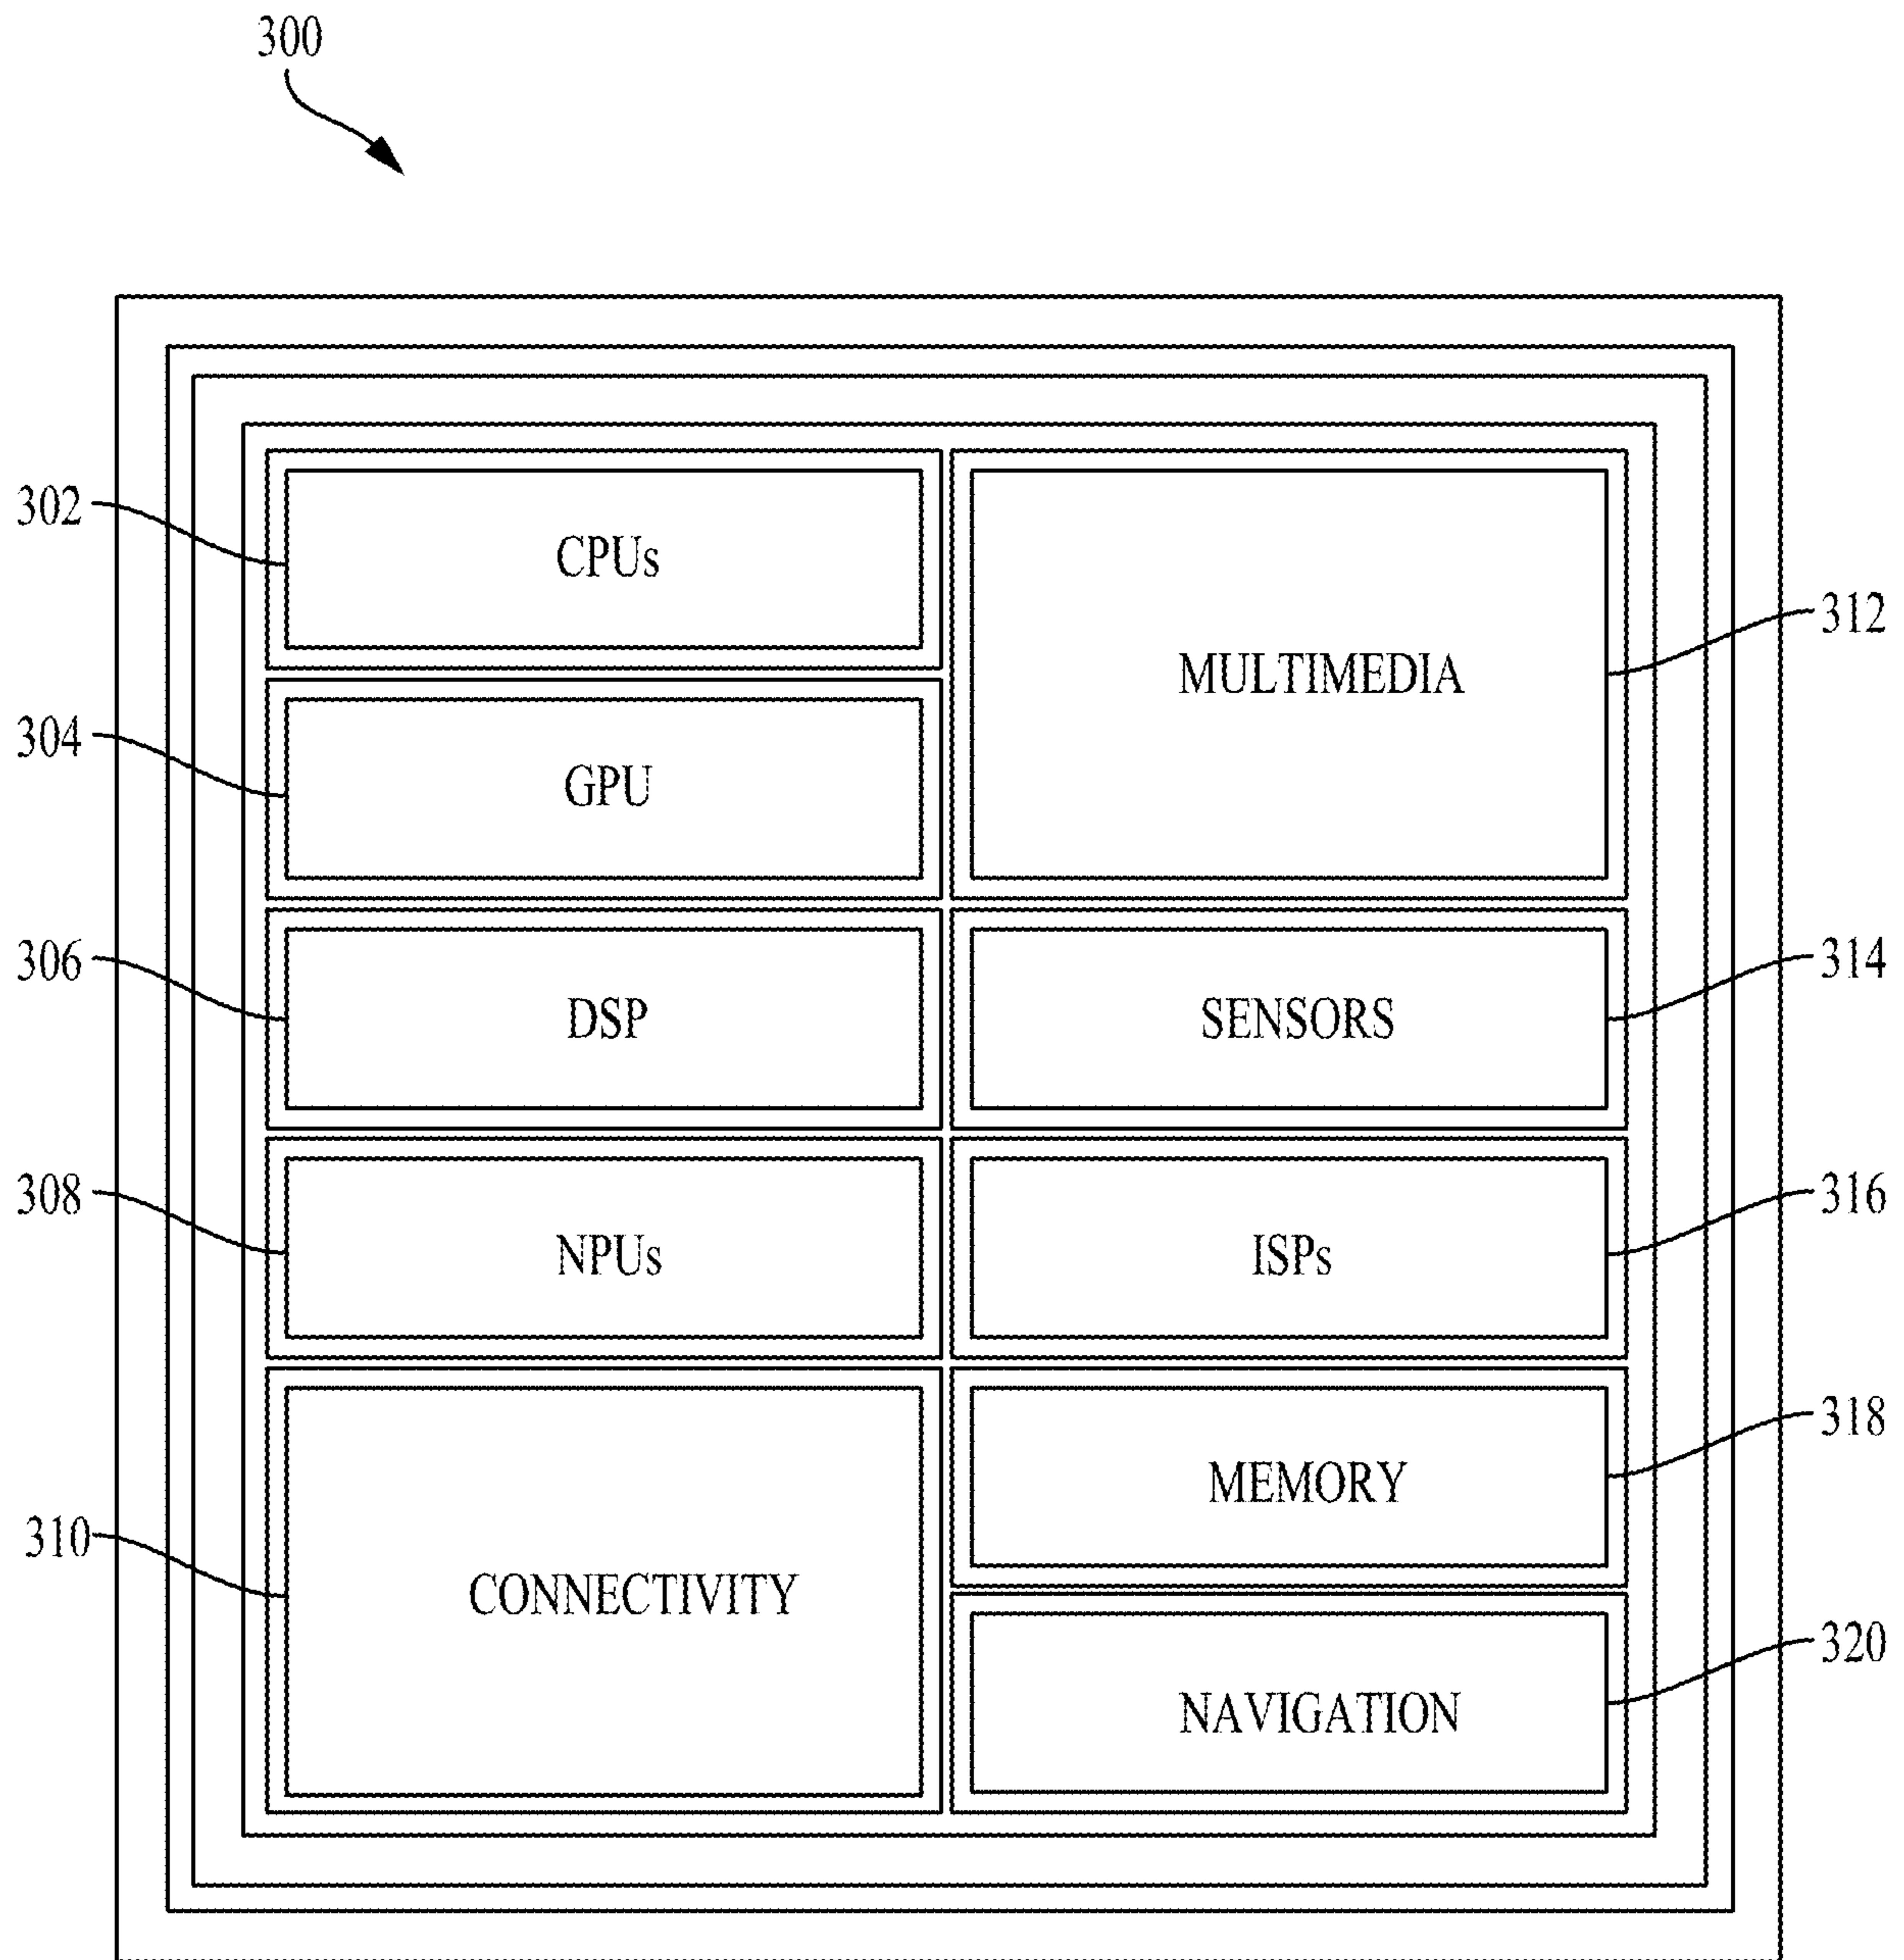 300
302
CPUs
312
MULTIMEDIA
304
GPU
306
DSP
SENSORS
314
308
NPUs
ISPs
316
318
MEMORY
310
CONNECTIVITY
320
NAVIGATION